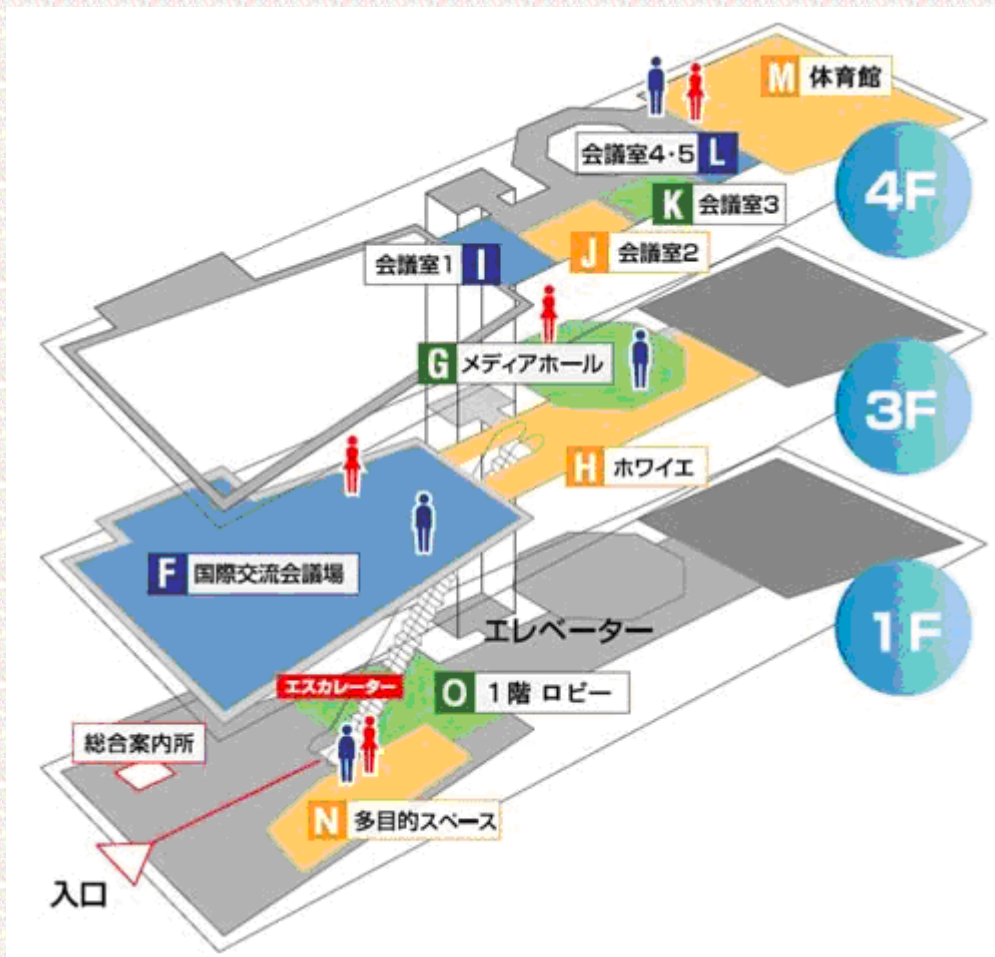 M 体育館
会議室4・5 L
4F
K 会議室3
会議室1 I
J 会議室2
G メディアホール
3F
H ホワイエ
F 国際交流会議場
エレベーター
1F
エスカレーター
O 1階 ロビー
総合案内所
N 多目的スペース
入口